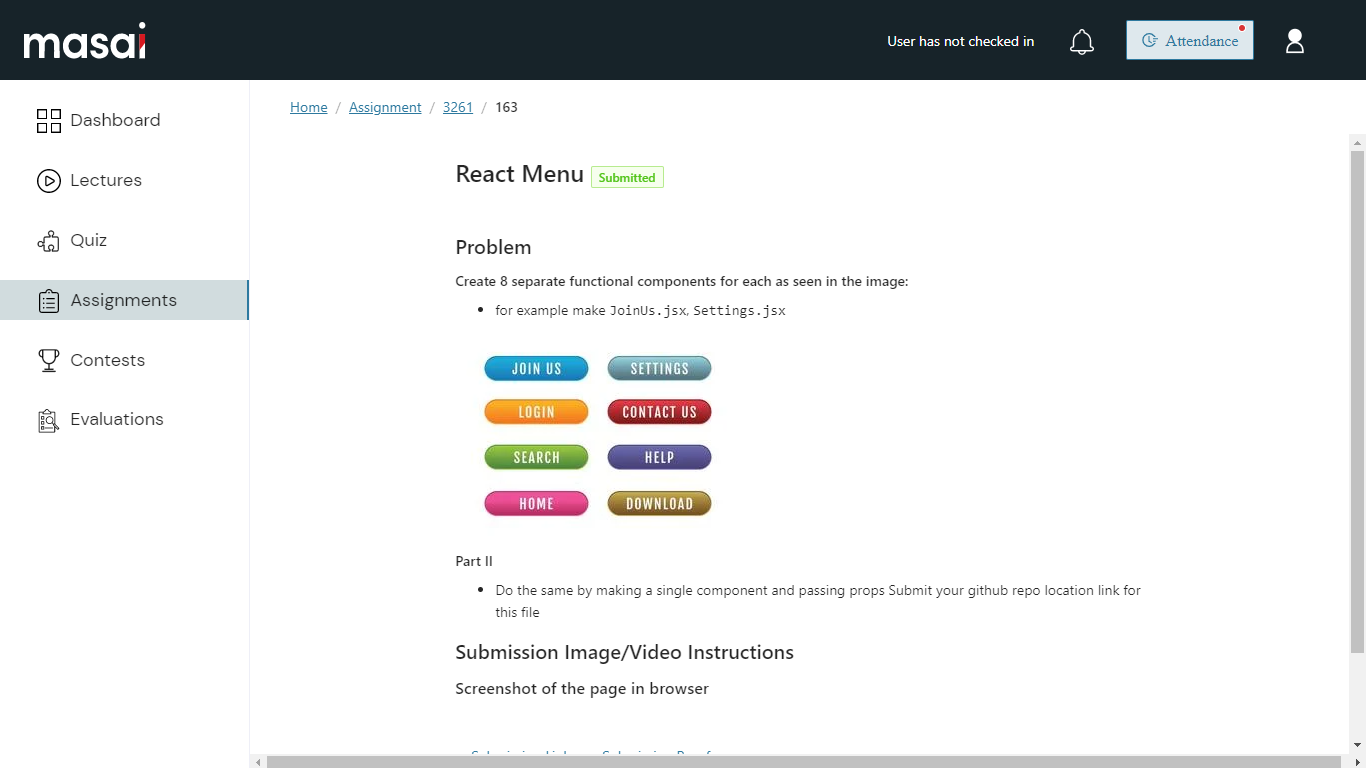 masai
User has not checked in
Attendance
Dashboard
Lectures
Quiz
Assignments
Contests
Evaluations
Home / Assignment / 3261 / 163
React Menu Submitted
Problem
Create 8 separate functional components for each as seen in the image:
• for example make JoinUs.jsx, Settings.jsx
JOIN US SETTINGS
LOGIN CONTACT US
SEARCH HELP
HOME DOWNLOAD
Part II
• Do the same by making a single component and passing props Submit your github repo location link for
this file
Submission Image/Video Instructions
Screenshot of the page in browser